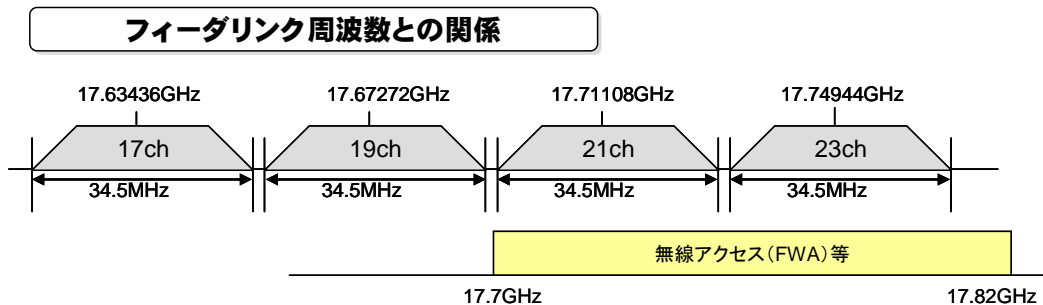 フィーダリンク周波数との関係
17.63436GHz
17.67272GHz
17.71108GHz
17.74944GHz
17ch
19ch
21ch
23ch
34.5MHz
34.5MHz
34.5MHz
34.5MHz
無線アクセス(FWA)等
17.7GHz
17.82GHz